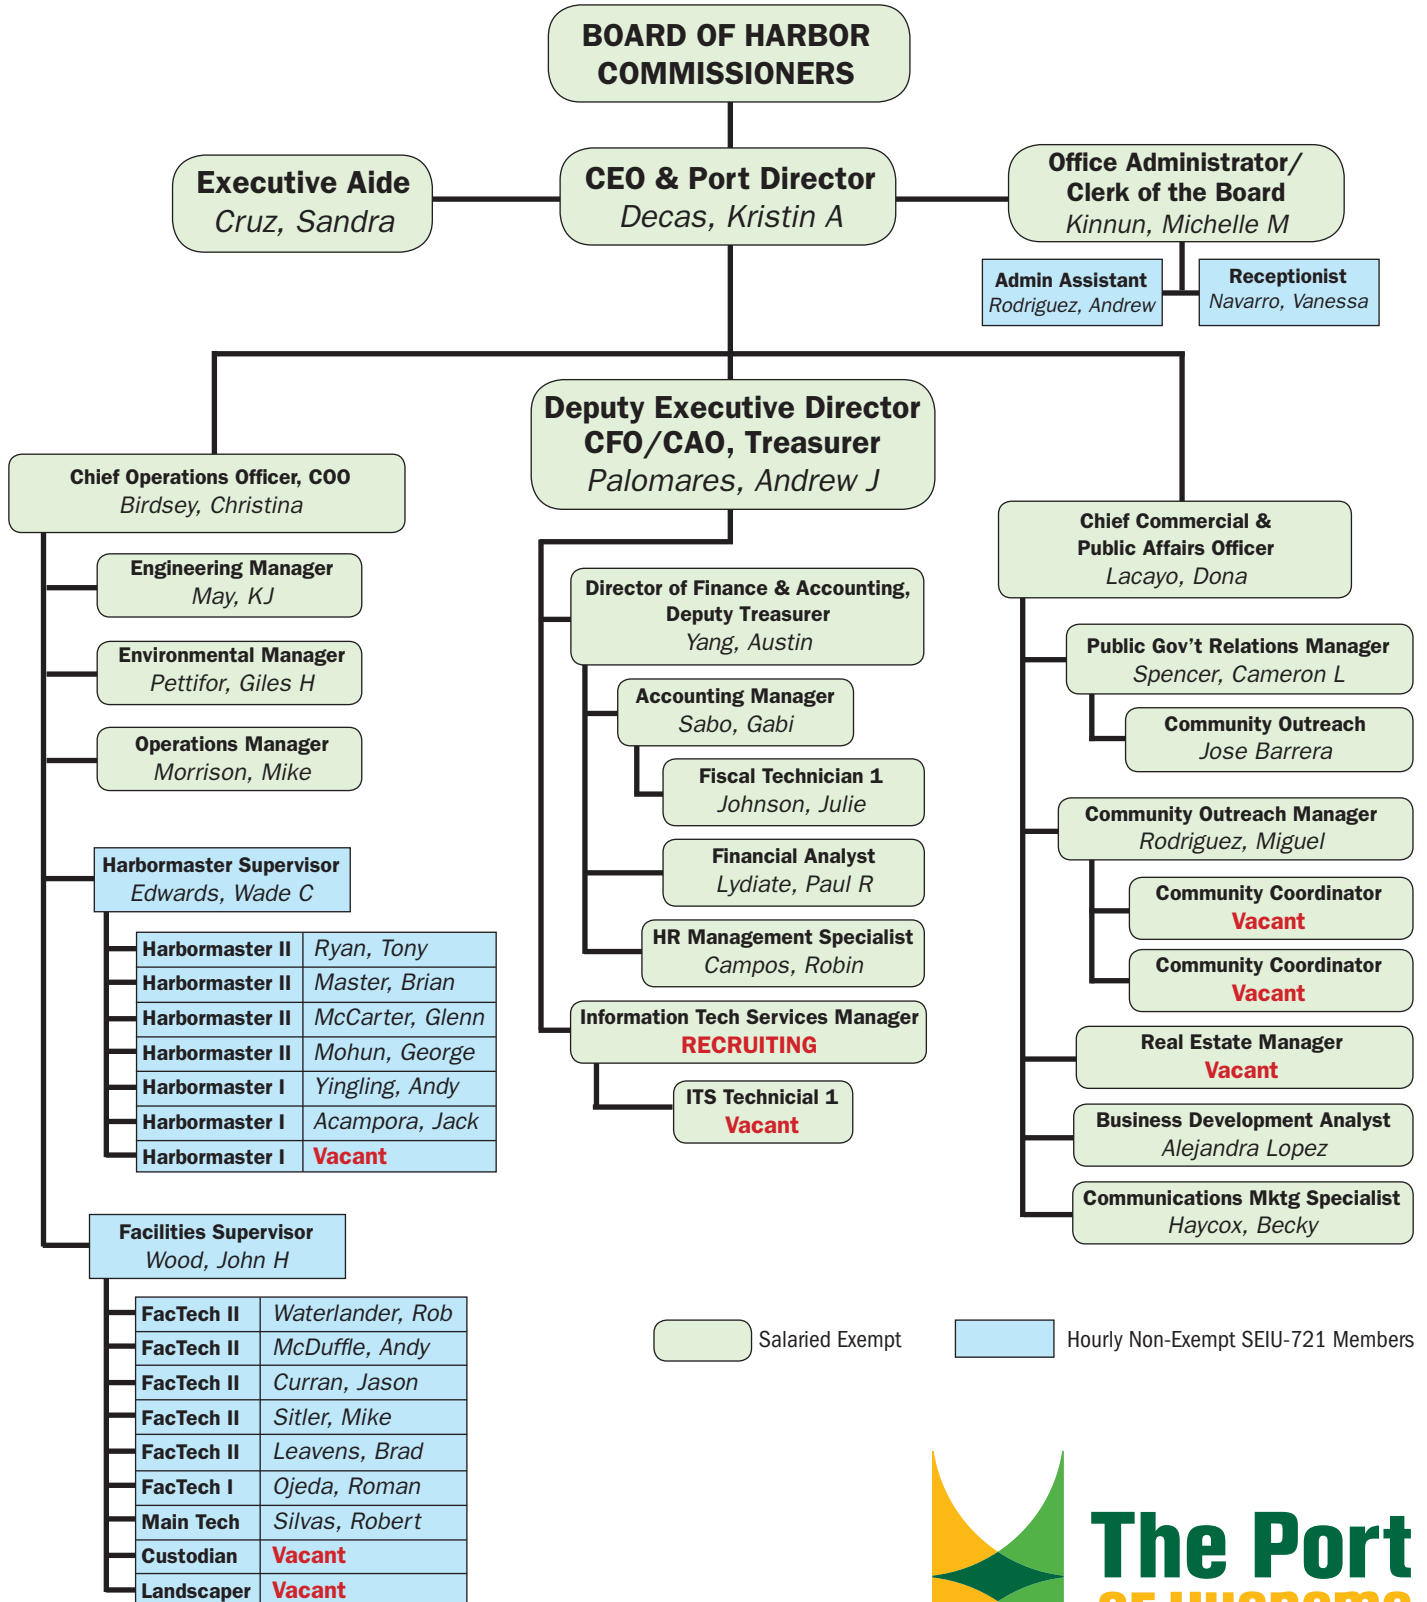 BOARD OF HARBOR
COMMISSIONERS
Executive Aide
Cruz, Sandra
CEO & Port Director
Decas, Kristin A
Office Administrator/
Clerk of the Board
Kinnun, Michelle M
Admin Assistant
Rodriguez, Andrew
Receptionist
Navarro, Vanessa
Deputy Executive Director
CFO/CAO, Treasurer
Palomares, Andrew J
Chief Operations Officer, COO
Birdsey, Christina
Engineering Manager
May, KJ
Environmental Manager
Pettifor, Giles H
Operations Manager
Morrison, Mike
Harbormaster Supervisor
Edwards, Wade C
Harbormaster II Ryan, Tony
Harbormaster II Master, Brian
Harbormaster II McCarter, Glenn
Harbormaster II Mohun, George
Harbormaster I Yingling, Andy
Harbormaster I Acampora, Jack
Harbormaster I Vacant
Facilities Supervisor
Wood, John H
FacTech II Waterlander, Rob
FacTech II McDuffle, Andy
FacTech II Curran, Jason
FacTech II Sitler, Mike
FacTech II Leavens, Brad
FacTech I Ojeda, Roman
Main Tech Silvas, Robert
Custodian Vacant
Landscaper Vacant
Director of Finance & Accounting,
Deputy Treasurer
Yang, Austin
Accounting Manager
Sabo, Gabi
Fiscal Technician 1
Johnson, Julie
Financial Analyst
Lydiate, Paul R
HR Management Specialist
Campos, Robin
Information Tech Services Manager
RECRUITING
ITS Technicial 1
Vacant
Chief Commercial &
Public Affairs Officer
Lacayo, Dona
Public Gov't Relations Manager
Spencer, Cameron L
Community Outreach
Jose Barrera
Community Outreach Manager
Rodriguez, Miguel
Community Coordinator
Vacant
Community Coordinator
Vacant
Real Estate Manager
Vacant
Business Development Analyst
Alejandra Lopez
Communications Mktg Specialist
Haycox, Becky
Salaried Exempt
Hourly Non-Exempt SEIU-721 Members
The Port